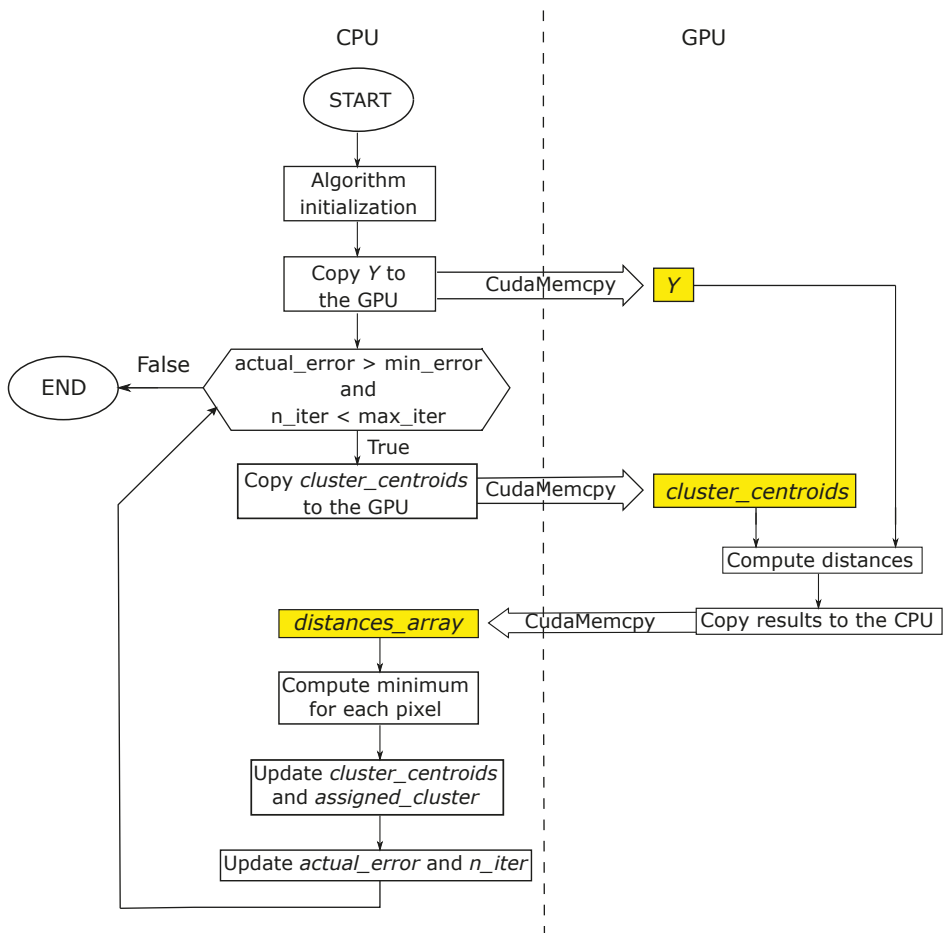 CPU
GPU
START
Algorithm
initialization
Copy Y to
the GPU
CudaMemcpy
Y
False
END
actual_error > min_error
and
n_iter < max_iter
True
Copy cluster_centroids
to the GPU
CudaMemcpy
cluster_centroids
Compute distances
Copy results to the CPU
CudaMemcpy
distances_array
Compute minimum
for each pixel
Update cluster_centroids
and assigned_cluster
Update actual_error and n_iter